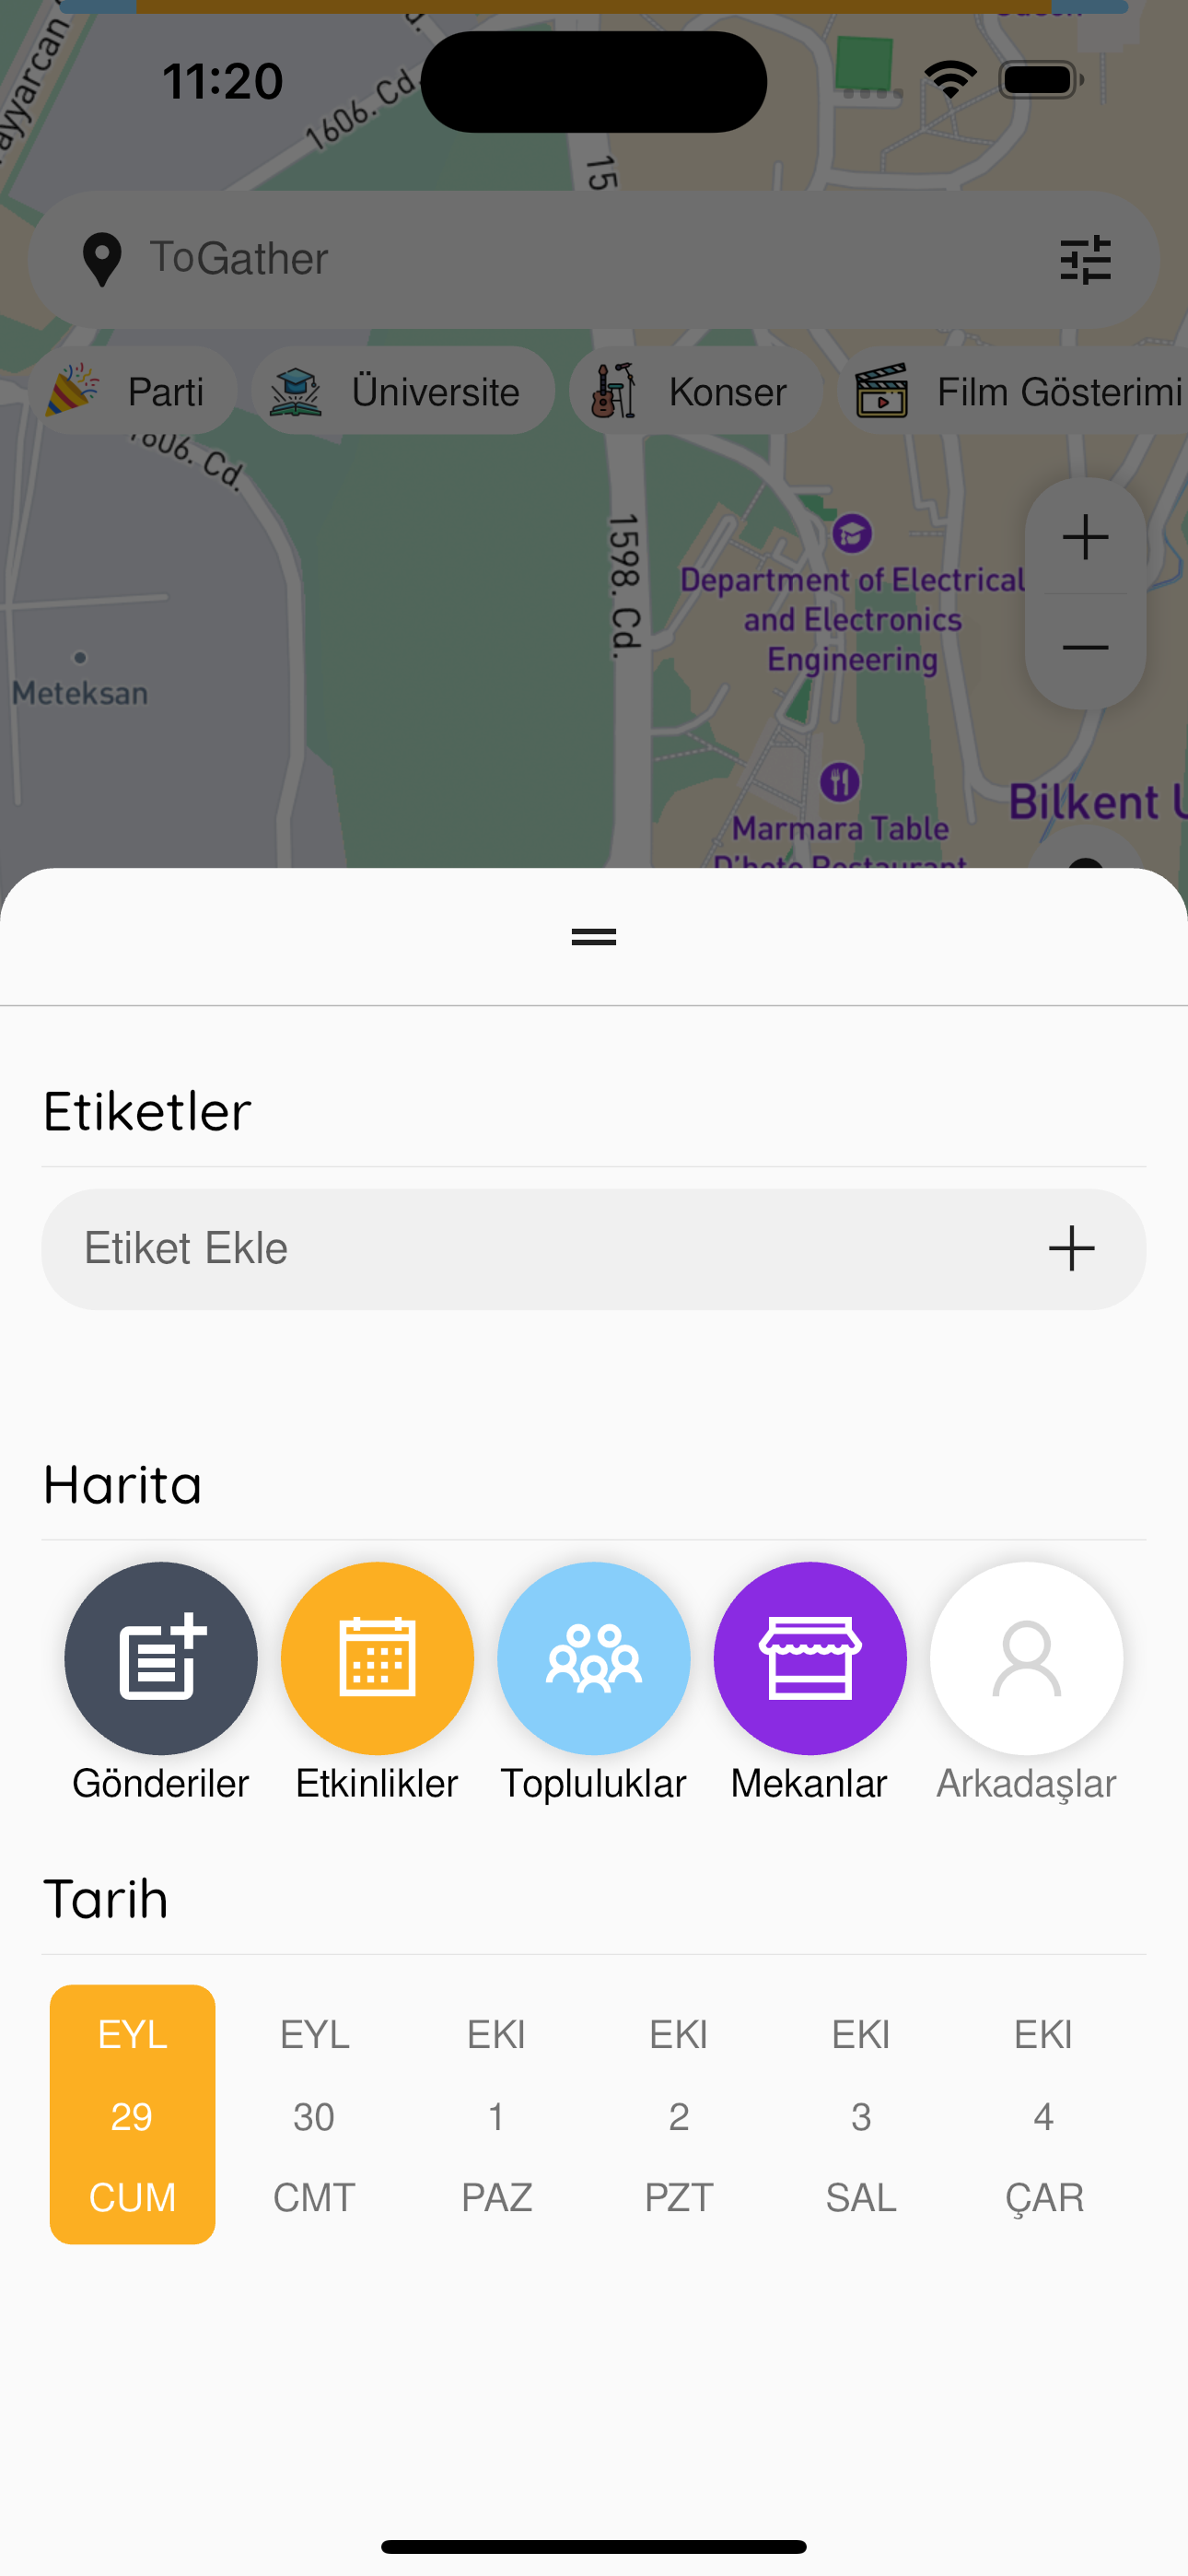 11:20
1606. Cd.
15
ToGather
Parti
Üniversite
Konser
Film Gösterimi
1606. Cd.
1598. Cd.
Department of Electrical
and Electronics
Engineering
Meteksan
Bilkent U
Marmara Table
D'hote Restaurant
Etiketler
Etiket Ekle
Harita
Gönderiler
Etkinlikler
Topluluklar
Mekanlar
Arkadaşlar
Tarih
EYL EYL EKI EKI EKI EKI
29 30 1 2 3 4
CUM CMT PAZ PZT SAL ÇAR